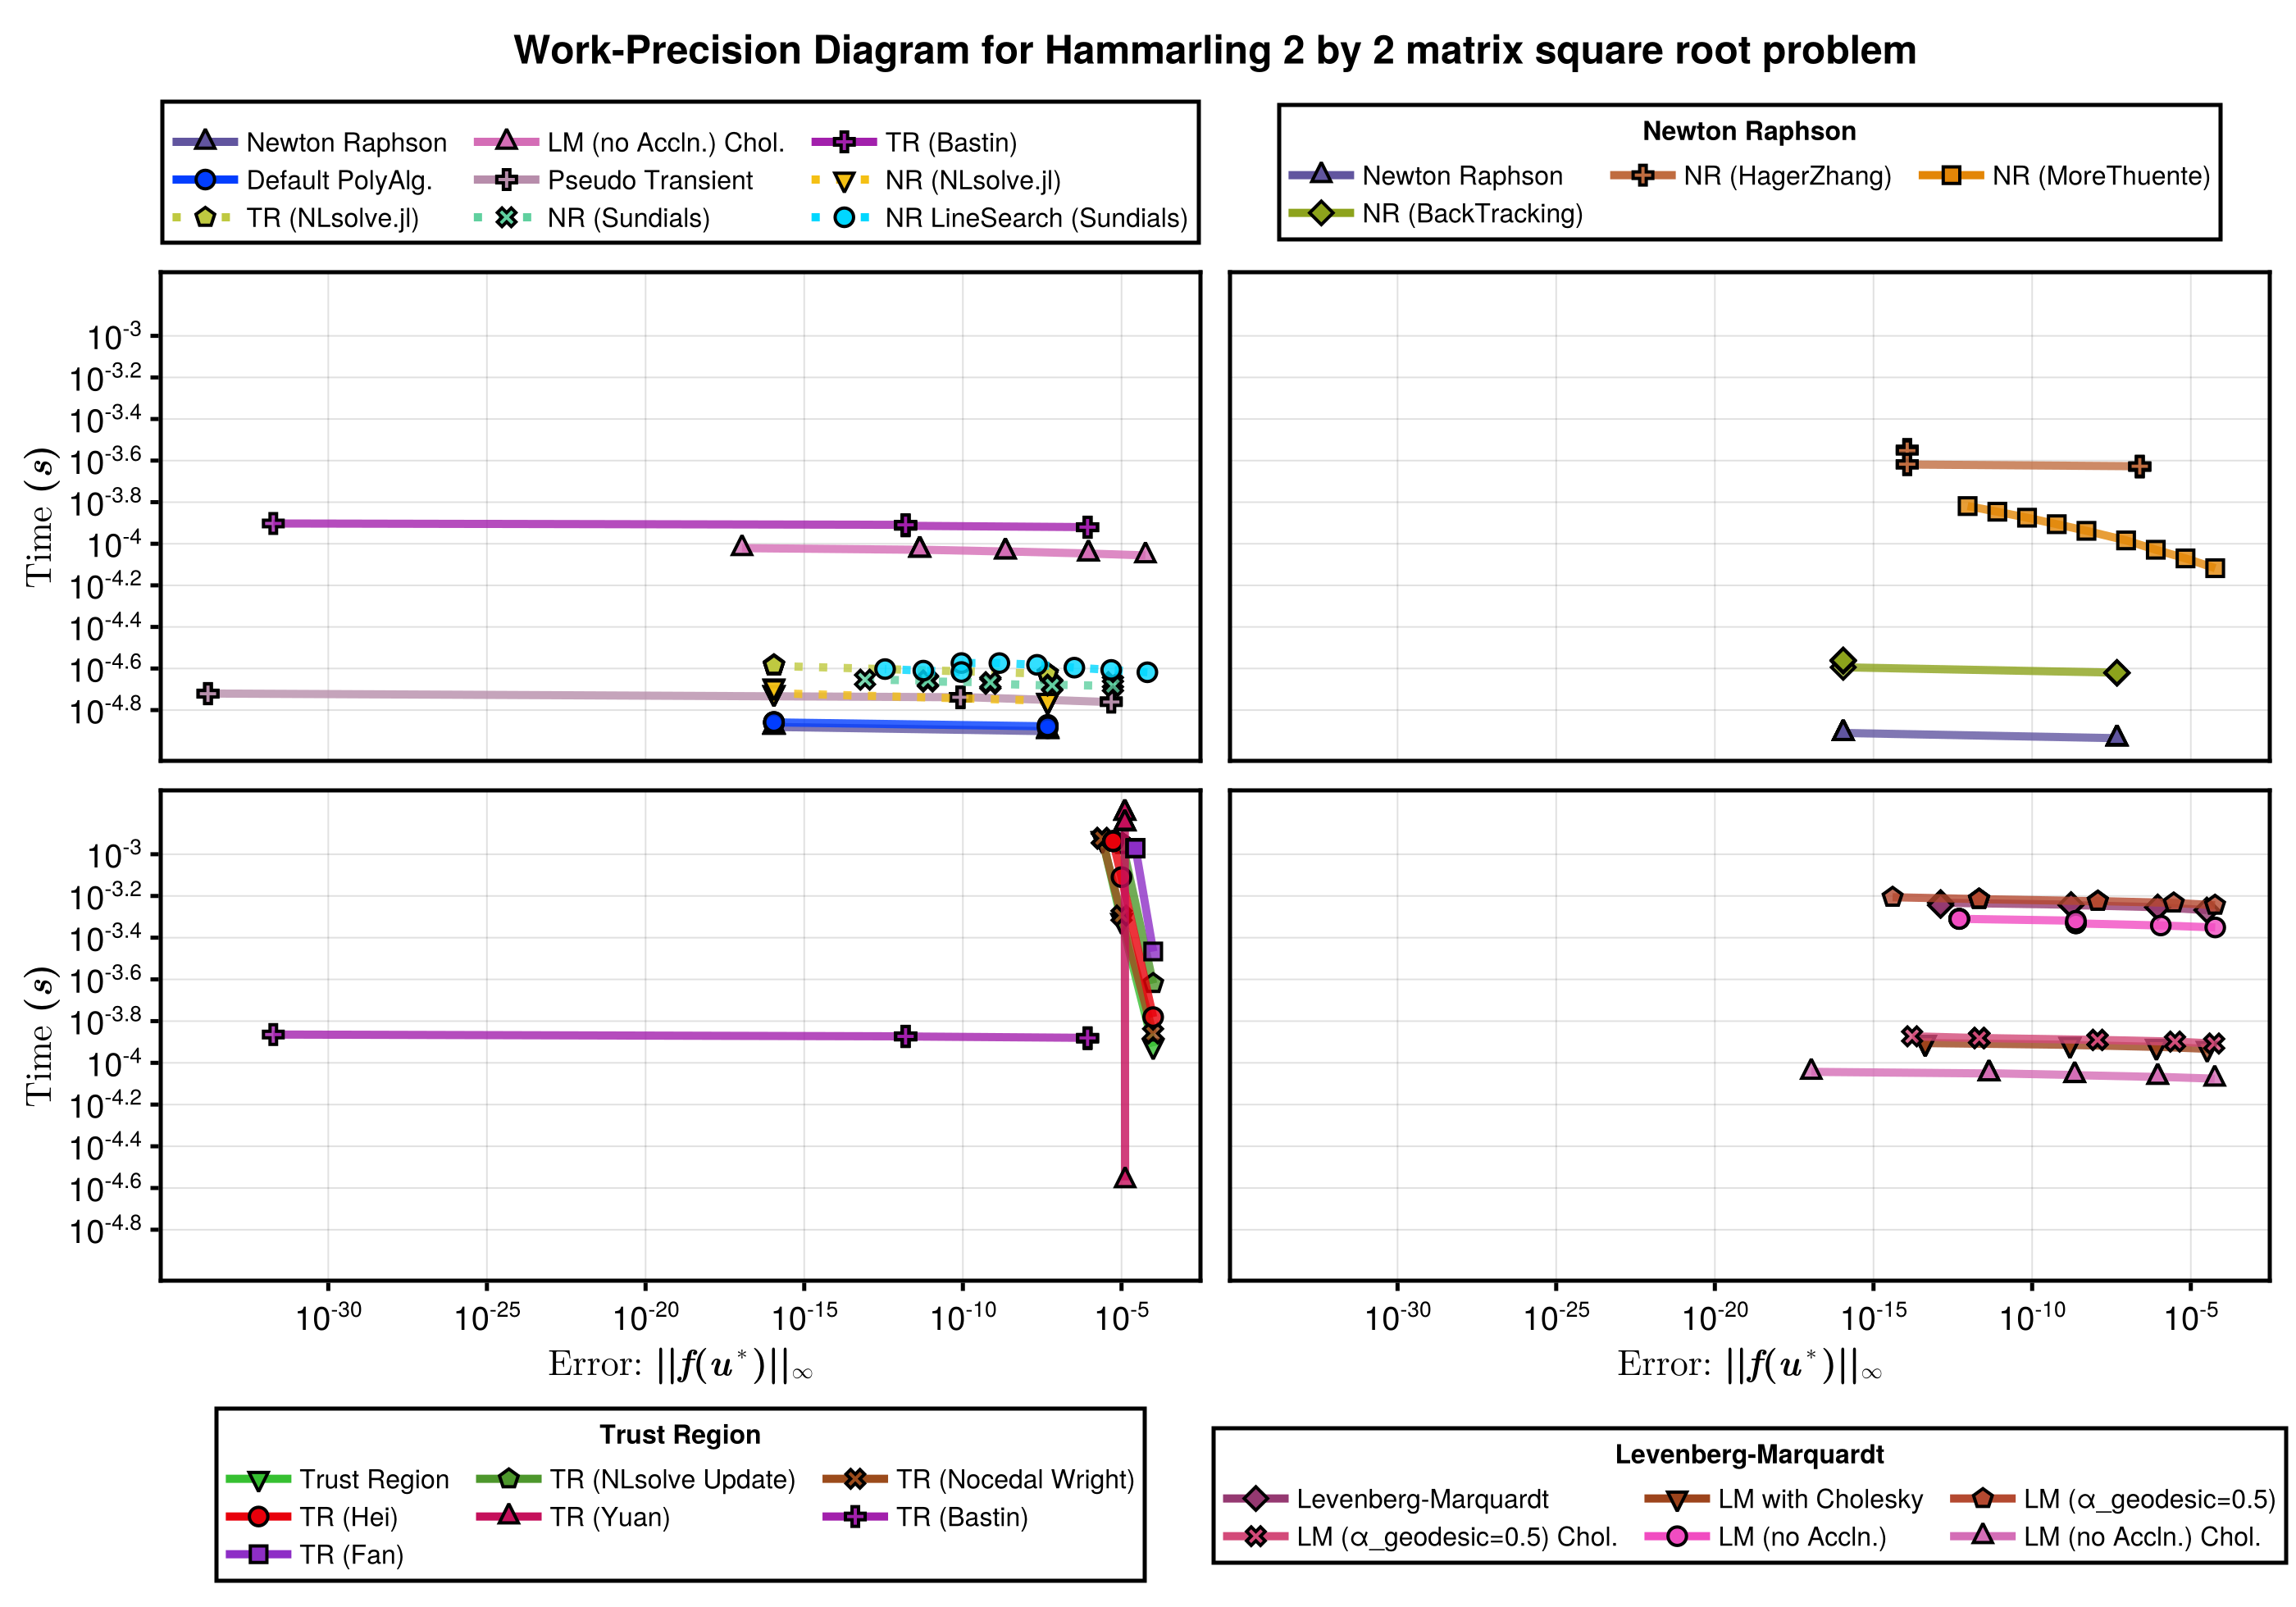 Work-Precision Diagram for Hammarling 2 by 2 matrix square root problem
Newton Raphson LM (no Accln.) Chol. TR (Bastin)
Default PolyAlg. Pseudo Transient NR (NLsolve.jl)
TR (NLsolve.jl) NR (Sundials) NR LineSearch (Sundials)
Newton Raphson
Newton Raphson NR (HagerZhang) NR (MoreThuente)
NR (BackTracking)
Time (s)
10^-3
10^-3.2
10^-3.4
10^-3.6
10^-3.8
10^-4
10^-4.2
10^-4.4
10^-4.6
10^-4.8
Time (s)
10^-3
10^-3.2
10^-3.4
10^-3.6
10^-3.8
10^-4
10^-4.2
10^-4.4
10^-4.6
10^-4.8
10^-30 10^-25 10^-20 10^-15 10^-10 10^-5
Error: ||f(u*)||∞
10^-30 10^-25 10^-20 10^-15 10^-10 10^-5
Error: ||f(u*)||∞
Trust Region
Trust Region TR (NLsolve Update) TR (Nocedal Wright)
TR (Hei) TR (Yuan) TR (Bastin)
TR (Fan)
Levenberg-Marquardt
Levenberg-Marquardt LM with Cholesky LM (α_geodesic=0.5)
LM (α_geodesic=0.5) Chol. LM (no Accln.) LM (no Accln.) Chol.